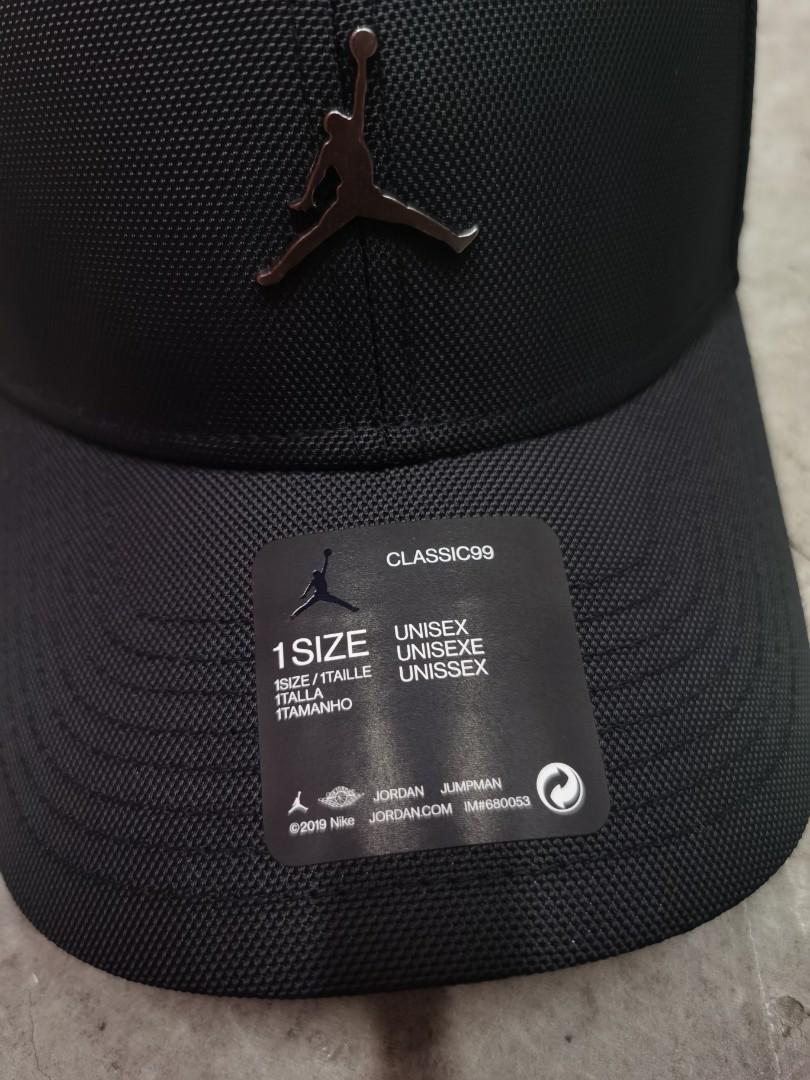 CLASSIC99
1SIZE
1SIZE / 1TAILLE
1TALLA
1TAMANHO
UNISEX
UNISEXE
UNISSEX
JORDAN JUMPMAN
©2019 Nike JORDAN.COM IM#680053